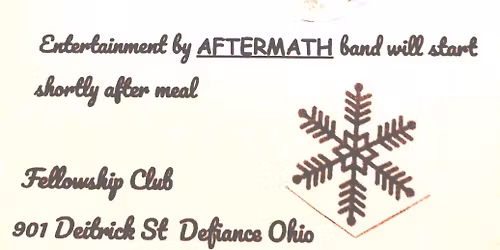 Entertainment by AFTERMATH band will start
shortly after meal
Fellowship Club
901 Deitrick St Defiance Ohio